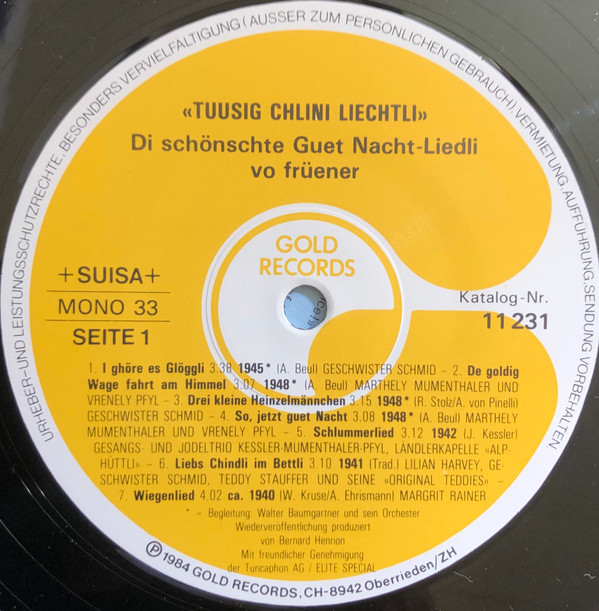 URHEBER-UND LEISTUNGSSCHUTZRECHTE, BESONDERS VERVIELFÄLTIGUNG (AUSSER ZUM PERSÖNLICHEN GEBRAUCH), VERMIETUNG, AUFFÜHRUNG, SENDUNG VORBEHALTEN
«TUUSIG CHLINI LIECHTLI»
Di schönschte Guet Nacht-Liedli
vo früener
GOLD
RECORDS
+SUISA+
MONO 33
SEITE 1
Katalog-Nr.
11 231
1. I ghöre es Glöggli 3.38 1945* (A. Beul) GESCHWISTER SCHMID – 2. De goldig
Wage fahrt am Himmel 3.07 1948* (A. Beul) MARTHELY MUMENTHALER UND
VRENELY PFYL – 3. Drei kleine Heinzelmännchen 3.15 1948* (R. Stolz/A. von Pinelli)
GESCHWISTER SCHMID – 4. So, jetzt guet Nacht 3.08 1948* (A. Beul) MARTHELY
MUMENTHALER UND VRENELY PFYL – 5. Schlummerlied 3.12 1942 (J. Kessler)
GESANGS- UND JODELTRIO KESSLER-MUMENTHALER-PFYL, LÄNDLERKAPELLE «ALP-
HÜTTLI» – 6. Liebs Chindli im Bettli 3.10 1941 (Trad.) LILIAN HARVEY, GE-
SCHWISTER SCHMID, TEDDY STAUFFER UND SEINE «ORIGINAL TEDDIES» –
7. Wiegenlied 4.02 ca. 1940 (W. Kruse/A. Ehrismann) MARGRIT RAINER
* = Begleitung: Walter Baumgartner und sein Orchester
Wiederveröffentlichung produziert
von Bernard Henrion
Mit freundlicher Genehmigung
der Turicaphon AG / ELITE SPECIAL
Ⓟ 1984 GOLD RECORDS, CH-8942 Oberrieden/ZH